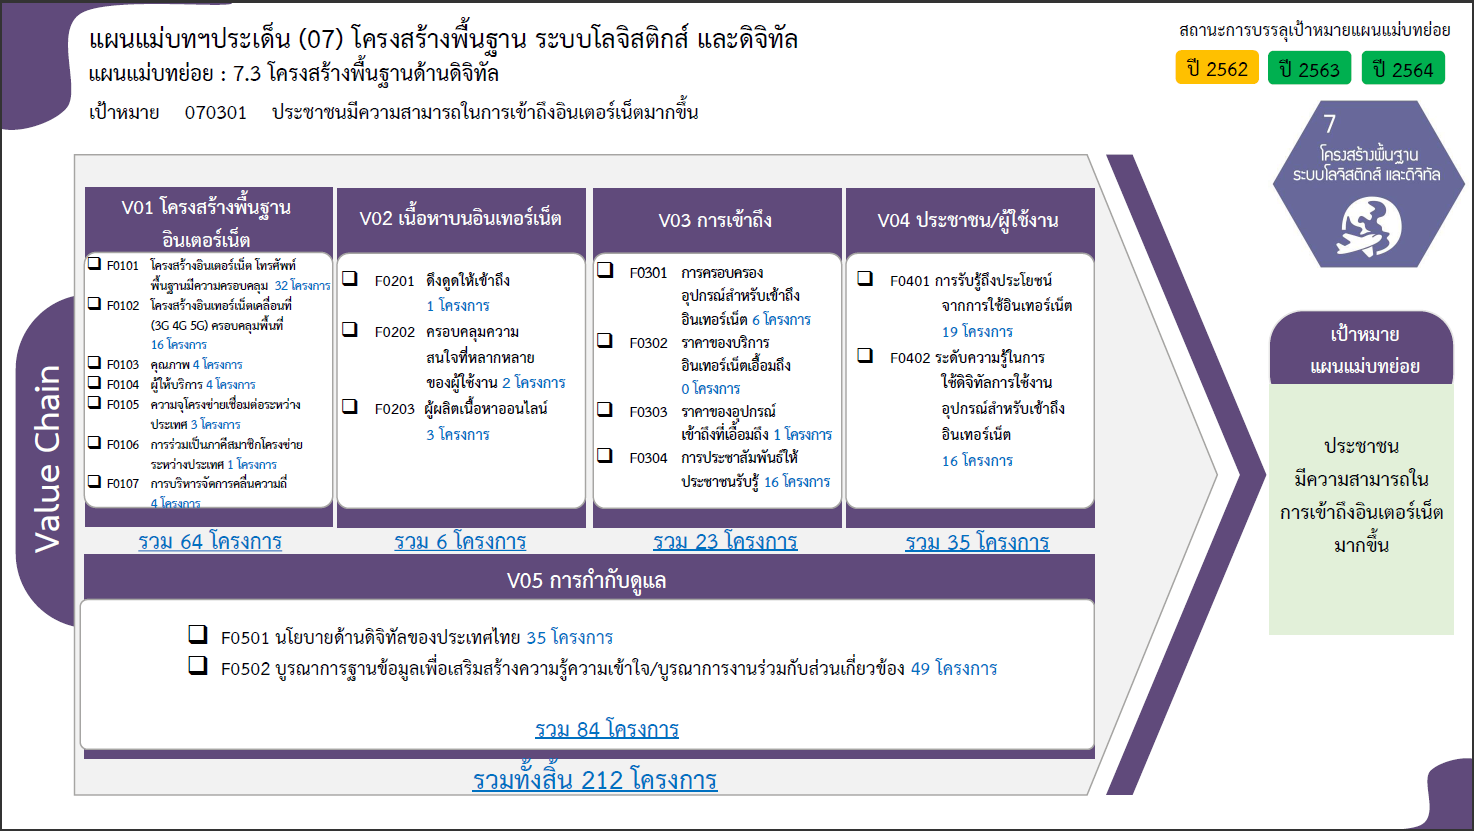 แผนแม่บทฯประเด็น (07) โครงสร้างพื้นฐาน ระบบโลจิสติกส์ และดิจิทัล
แผนแม่บทย่อย : 7.3 โครงสร้างพื้นฐานด้านดิจิทัล
เป้าหมาย 070301 ประชาชนมีความสามารถในการเข้าถึงอินเตอร์เน็ตมากขึ้น
สถานะการบรรลุเป้าหมายแผนแม่บทย่อย
ปี 2562 ปี 2563 ปี 2564
7
โครงสร้างพื้นฐาน
ระบบโลจิสติกส์ และดิจิทัล
Value Chain
V01 โครงสร้างพื้นฐาน
อินเตอร์เน็ต
F0101 โครงสร้างอินเตอร์เน็ต โทรศัพท์
พื้นฐานมีความครอบคลุม 32 โครงการ
F0102 โครงสร้างอินเทอร์เน็ตเคลื่อนที่
(3G 4G 5G) ครอบคลุมพื้นที่
16 โครงการ
F0103 คุณภาพ 4 โครงการ
F0104 ผู้ให้บริการ 4 โครงการ
F0105 ความจุโครงข่ายเชื่อมต่อระหว่าง
ประเทศ 3 โครงการ
F0106 การร่วมเป็นภาคีสมาชิกโครงข่าย
ระหว่างประเทศ 1 โครงการ
F0107 การบริหารจัดการคลื่นความถี่
4 โครงการ
รวม 64 โครงการ
V02 เนื้อหาบนอินเทอร์เน็ต
F0201 ดึงดูดให้เข้าถึง
1 โครงการ
F0202 ครอบคลุมความ
สนใจที่หลากหลาย
ของผู้ใช้งาน 2 โครงการ
F0203 ผู้ผลิตเนื้อหาออนไลน์
3 โครงการ
รวม 6 โครงการ
V03 การเข้าถึง
F0301 การครอบครอง
อุปกรณ์สำหรับเข้าถึง
อินเทอร์เน็ต 6 โครงการ
F0302 ราคาของบริการ
อินเทอร์เน็ตเอื้อมถึง
0 โครงการ
F0303 ราคาของอุปกรณ์
เข้าถึงที่เอื้อมถึง 1 โครงการ
F0304 การประชาสัมพันธ์ให้
ประชาชนรับรู้ 16 โครงการ
รวม 23 โครงการ
V04 ประชาชน/ผู้ใช้งาน
F0401 การรับรู้ถึงประโยชน์
จากการใช้อินเทอร์เน็ต
19 โครงการ
F0402 ระดับความรู้ในการ
ใช้ดิจิทัลการใช้งาน
อุปกรณ์สำหรับเข้าถึง
อินเทอร์เน็ต
16 โครงการ
รวม 35 โครงการ
V05 การกำกับดูแล
F0501 นโยบายด้านดิจิทัลของประเทศไทย 35 โครงการ
F0502 บูรณาการฐานข้อมูลเพื่อเสริมสร้างความรู้ความเข้าใจ/บูรณาการงานร่วมกับส่วนเกี่ยวข้อง 49 โครงการ
รวม 84 โครงการ
รวมทั้งสิ้น 212 โครงการ
เป้าหมาย
แผนแม่บทย่อย
ประชาชน
มีความสามารถใน
การเข้าถึงอินเตอร์เน็ต
มากขึ้น